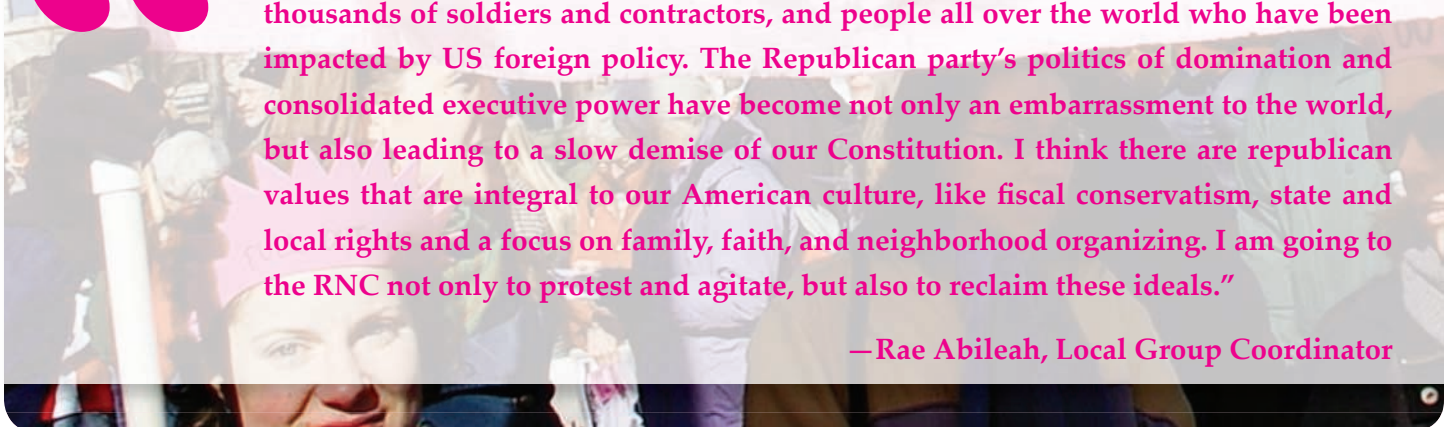 thousands of soldiers and contractors, and people all over the world who have been
impacted by US foreign policy. The Republican party’s politics of domination and
consolidated executive power have become not only an embarrassment to the world,
but also leading to a slow demise of our Constitution. I think there are republican
values that are integral to our American culture, like fiscal conservatism, state and
local rights and a focus on family, faith, and neighborhood organizing. I am going to
the RNC not only to protest and agitate, but also to reclaim these ideals.”
—Rae Abileah, Local Group Coordinator